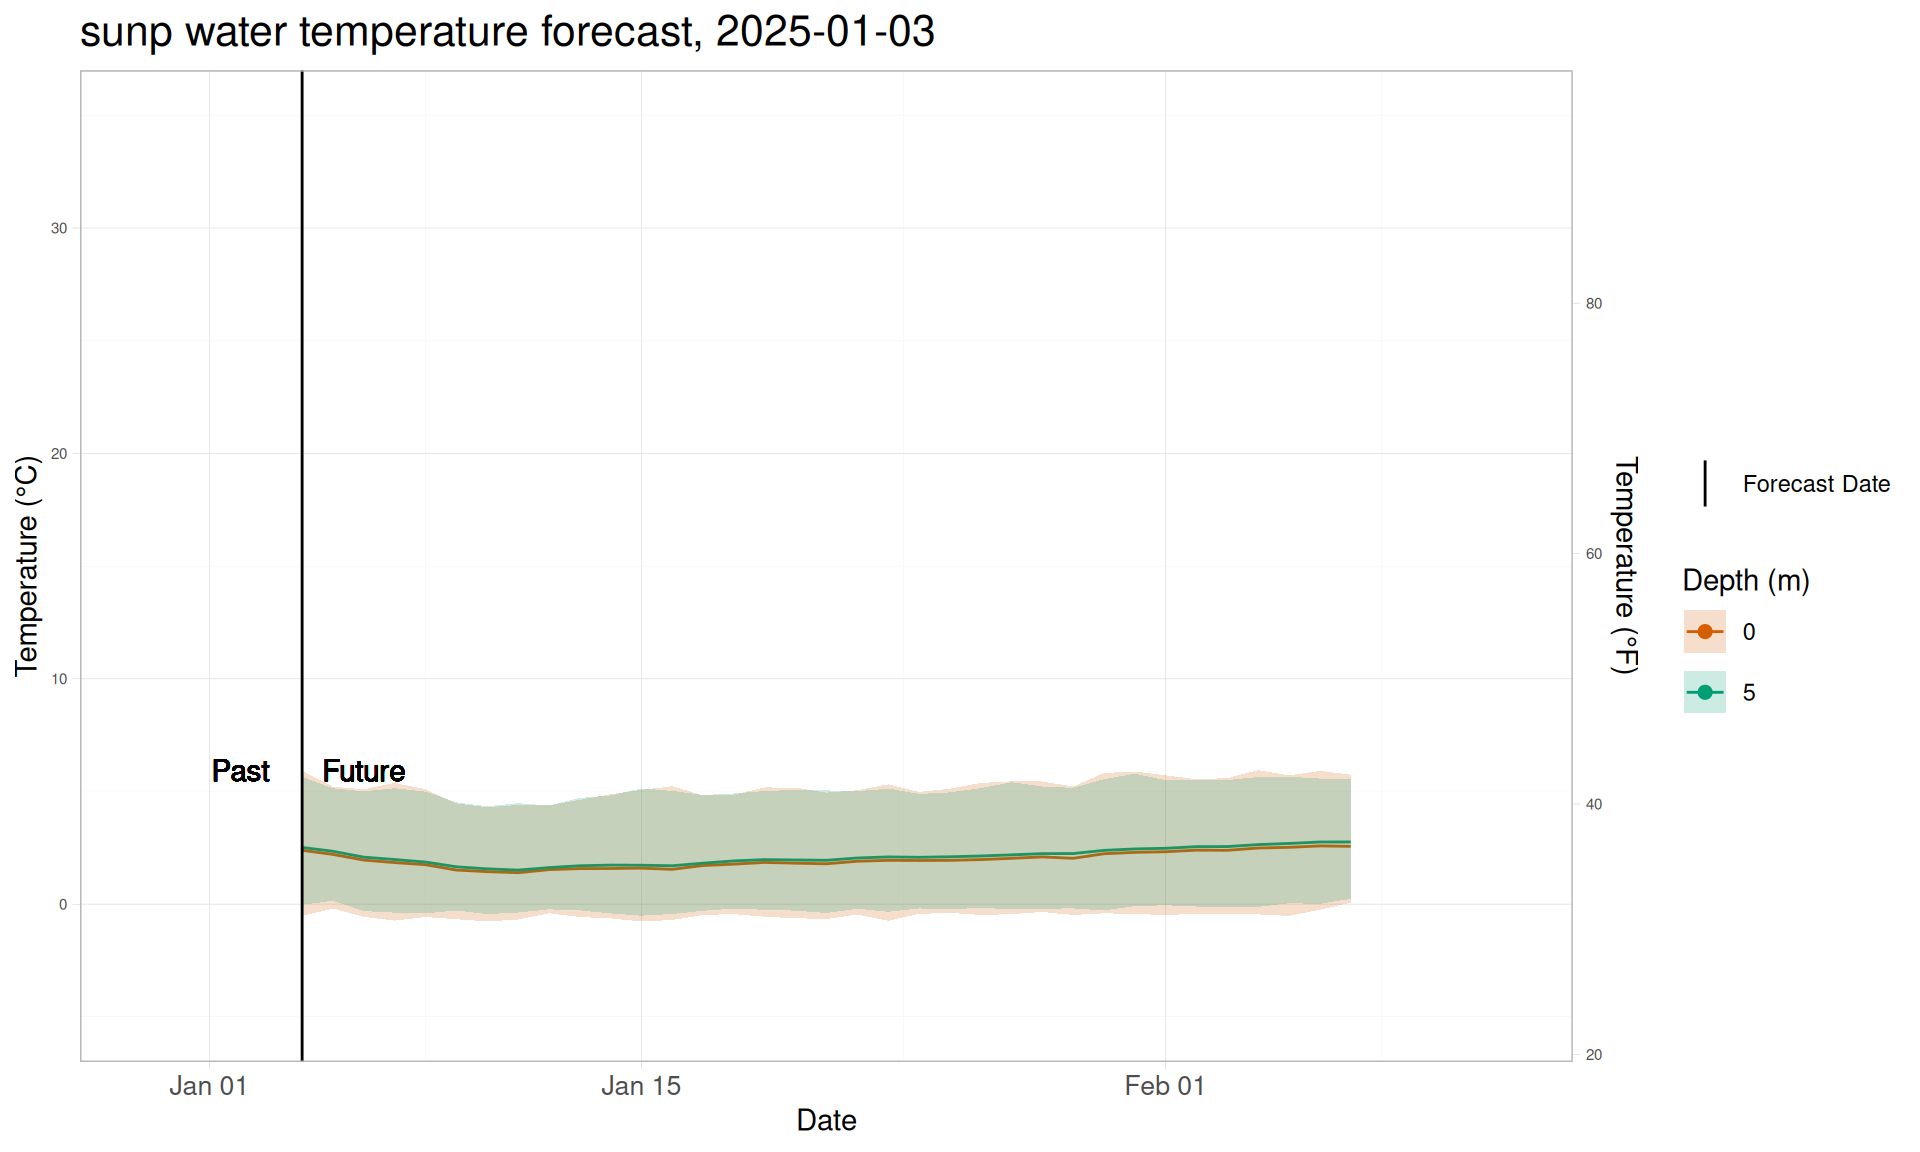 sunp water temperature forecast, 2025-01-03
30
20
10
0
Temperature (°C)
Past
Future
80
60
40
20
Temperature (°F)
Jan 01
Jan 15
Feb 01
Date
Forecast Date
Depth (m)
0
5